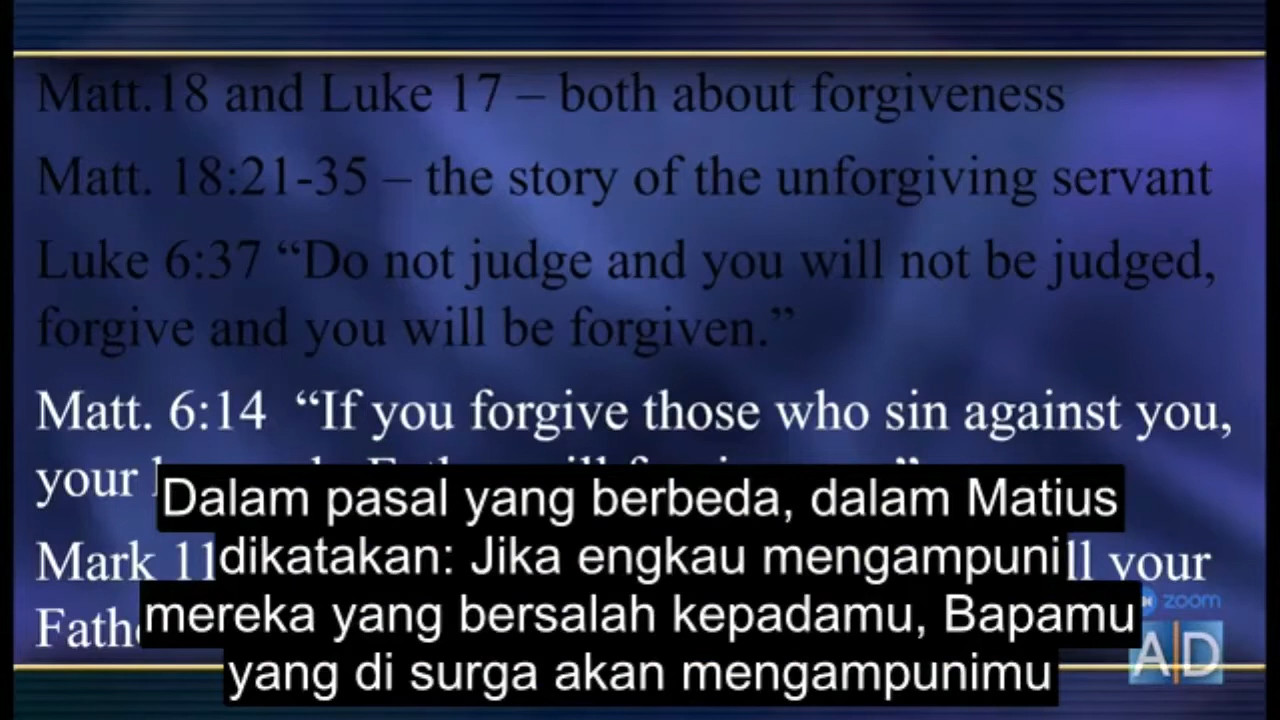 Matt.18 and Luke 17 – both about forgiveness
Matt. 18:21-35 – the story of the unforgiving servant
Luke 6:37 “Do not judge and you will not be judged,
forgive and you will be forgiven.”
Matt. 6:14 “If you forgive those who sin against you,
your
Mark 11 your
Dalam pasal yang berbeda, dalam Matius
dikatakan: Jika engkau mengampuni
mereka yang bersalah kepadamu, Bapamu
yang di surga akan mengampunimu
zoom
A|D